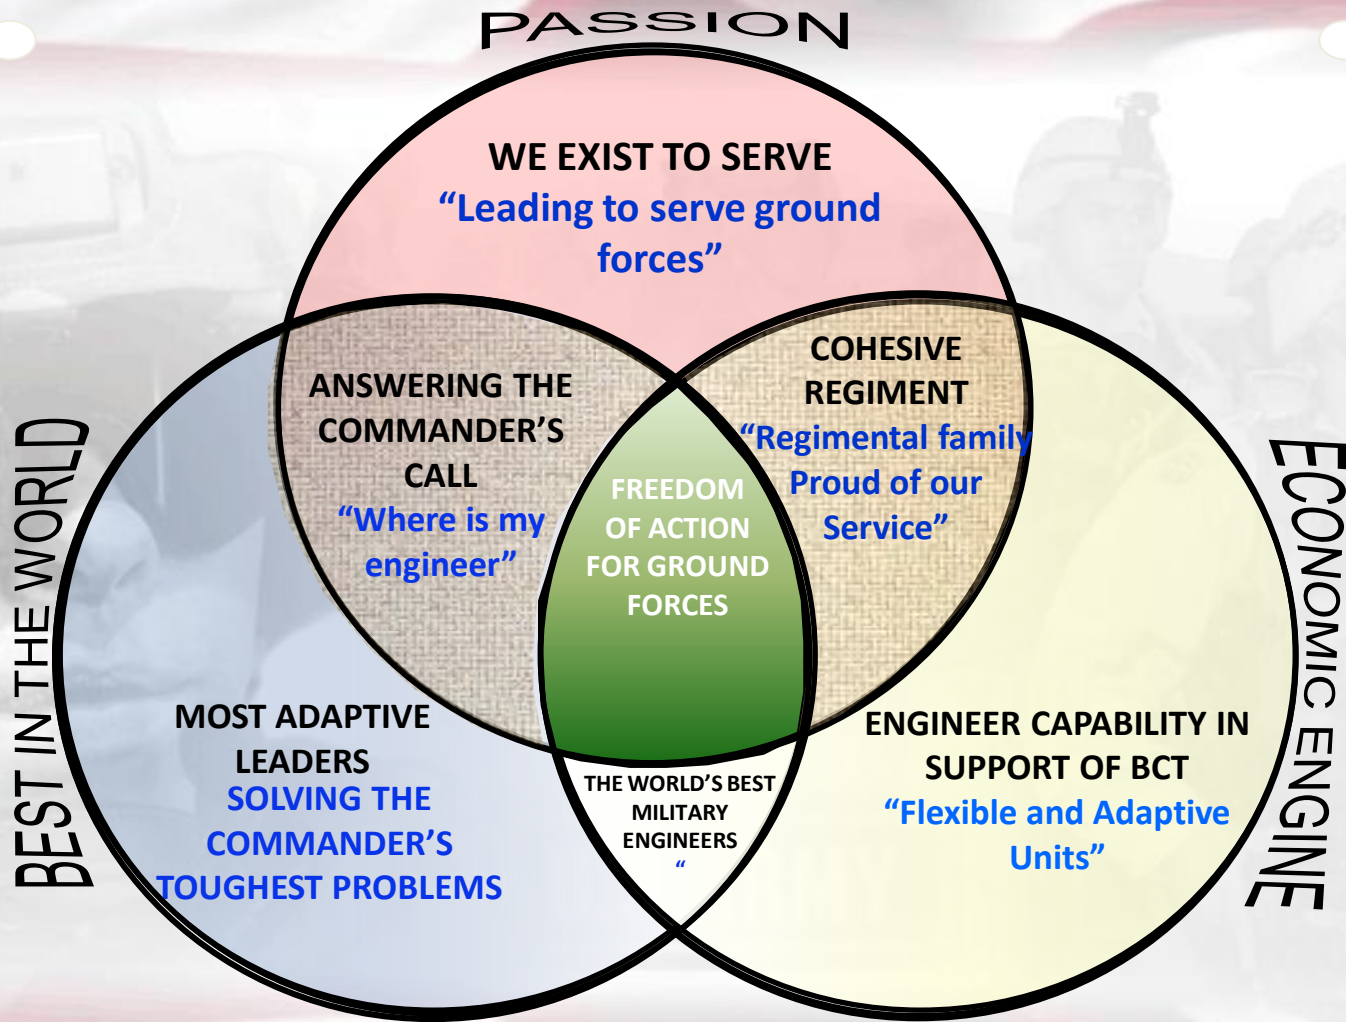 PASSION
WE EXIST TO SERVE
“Leading to serve ground
forces”
ANSWERING THE
COMMANDER’S
CALL
“Where is my
engineer”
COHESIVE
REGIMENT
“Regimental family
Proud of our
Service”
FREEDOM
OF ACTION
FOR GROUND
FORCES
BEST IN THE WORLD
ECONOMIC ENGINE
MOST ADAPTIVE
LEADERS
SOLVING THE
COMMANDER’S
TOUGHEST PROBLEMS
THE WORLD’S BEST
MILITARY
ENGINEERS
“
ENGINEER CAPABILITY IN
SUPPORT OF BCT
“Flexible and Adaptive
Units”